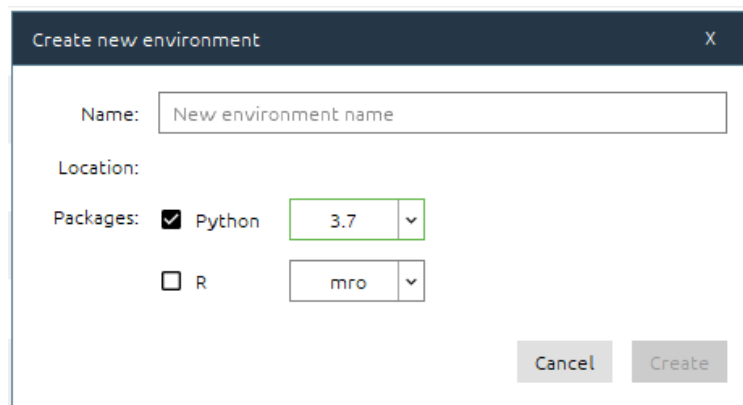 Create new environment X
Name: New environment name
Location:
Packages: Python 3.7
R mro
Cancel Create